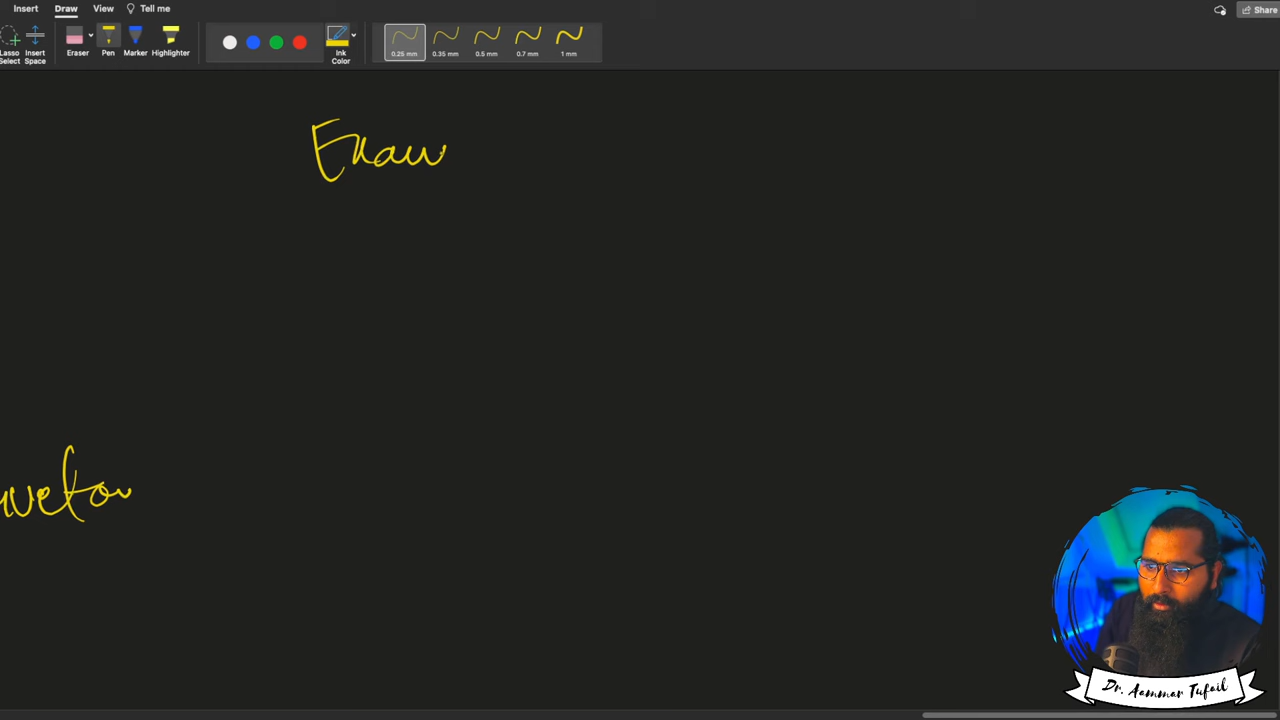 Insert Draw View Tell me
Share
Lasso Select Insert Space Eraser Pen Marker Highlighter Ink Color 0.25 mm 0.35 mm 0.5 mm 0.7 mm 1 mm
Exam
Dr. Aammar Tufail